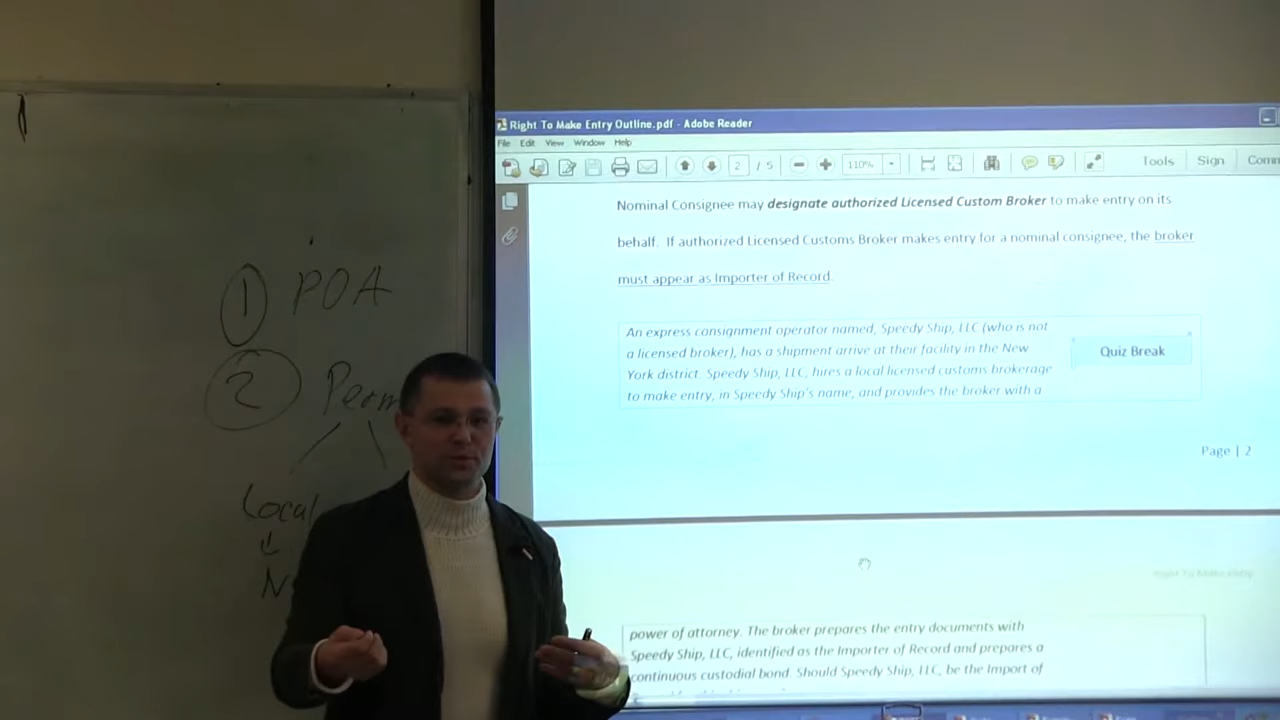 1 POA
2 Perm
Local
Right To Make Entry Outline.pdf - Adobe Reader
File Edit View Window Help
2 / 5 110% Tools Sign Comm
Nominal Consignee may designate authorized Licensed Custom Broker to make entry on its
behalf. If authorized Licensed Customs Broker makes entry for a nominal consignee, the broker
must appear as Importer of Record.
An express consignment operator named, Speedy Ship, LLC (who is not
a licensed broker), has a shipment arrive at their facility in the New
York district. Speedy Ship, LLC, hires a local licensed customs brokerage
to make entry, in Speedy Ship's name, and provides the broker with a
Quiz Break
Page | 2
Right To Make Entry
power of attorney. The broker prepares the entry documents with
Speedy Ship, LLC, identified as the Importer of Record and prepares a
continuous custodial bond. Should Speedy Ship, LLC, be the Import of